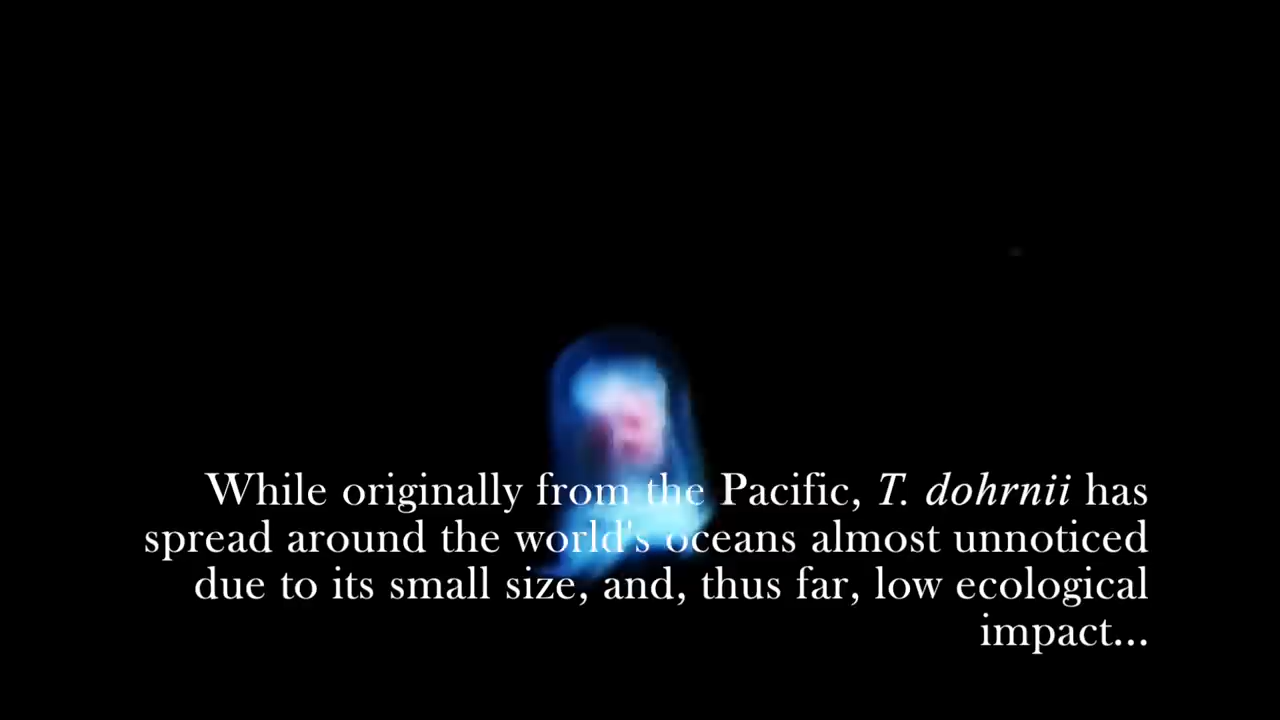 While originally from the Pacific, T. dohrnii has
spread around the world's oceans almost unnoticed
due to its small size, and, thus far, low ecological
impact...